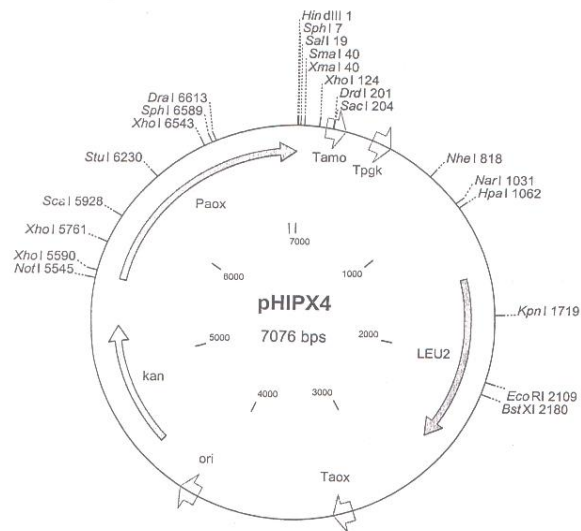 HindIII 1
SphI 7
SalI 19
SmaI 40
XmaI 40
XhoI 124
DrdI 201
SacI 204
DraI 6613
SphI 6589
XhoI 6543
StuI 6230
ScaI 5928
XhoI 5761
XhoI 5590
NotI 5545
Tamo
Tpgk
NheI 818
NarI 1031
HpaI 1062
Paox
7000
1000
6000
pHIPX4
7076 bps
KpnI 1719
5000
2000
LEU2
kan
4000
3000
EcoRI 2109
BstXI 2180
ori
Taox